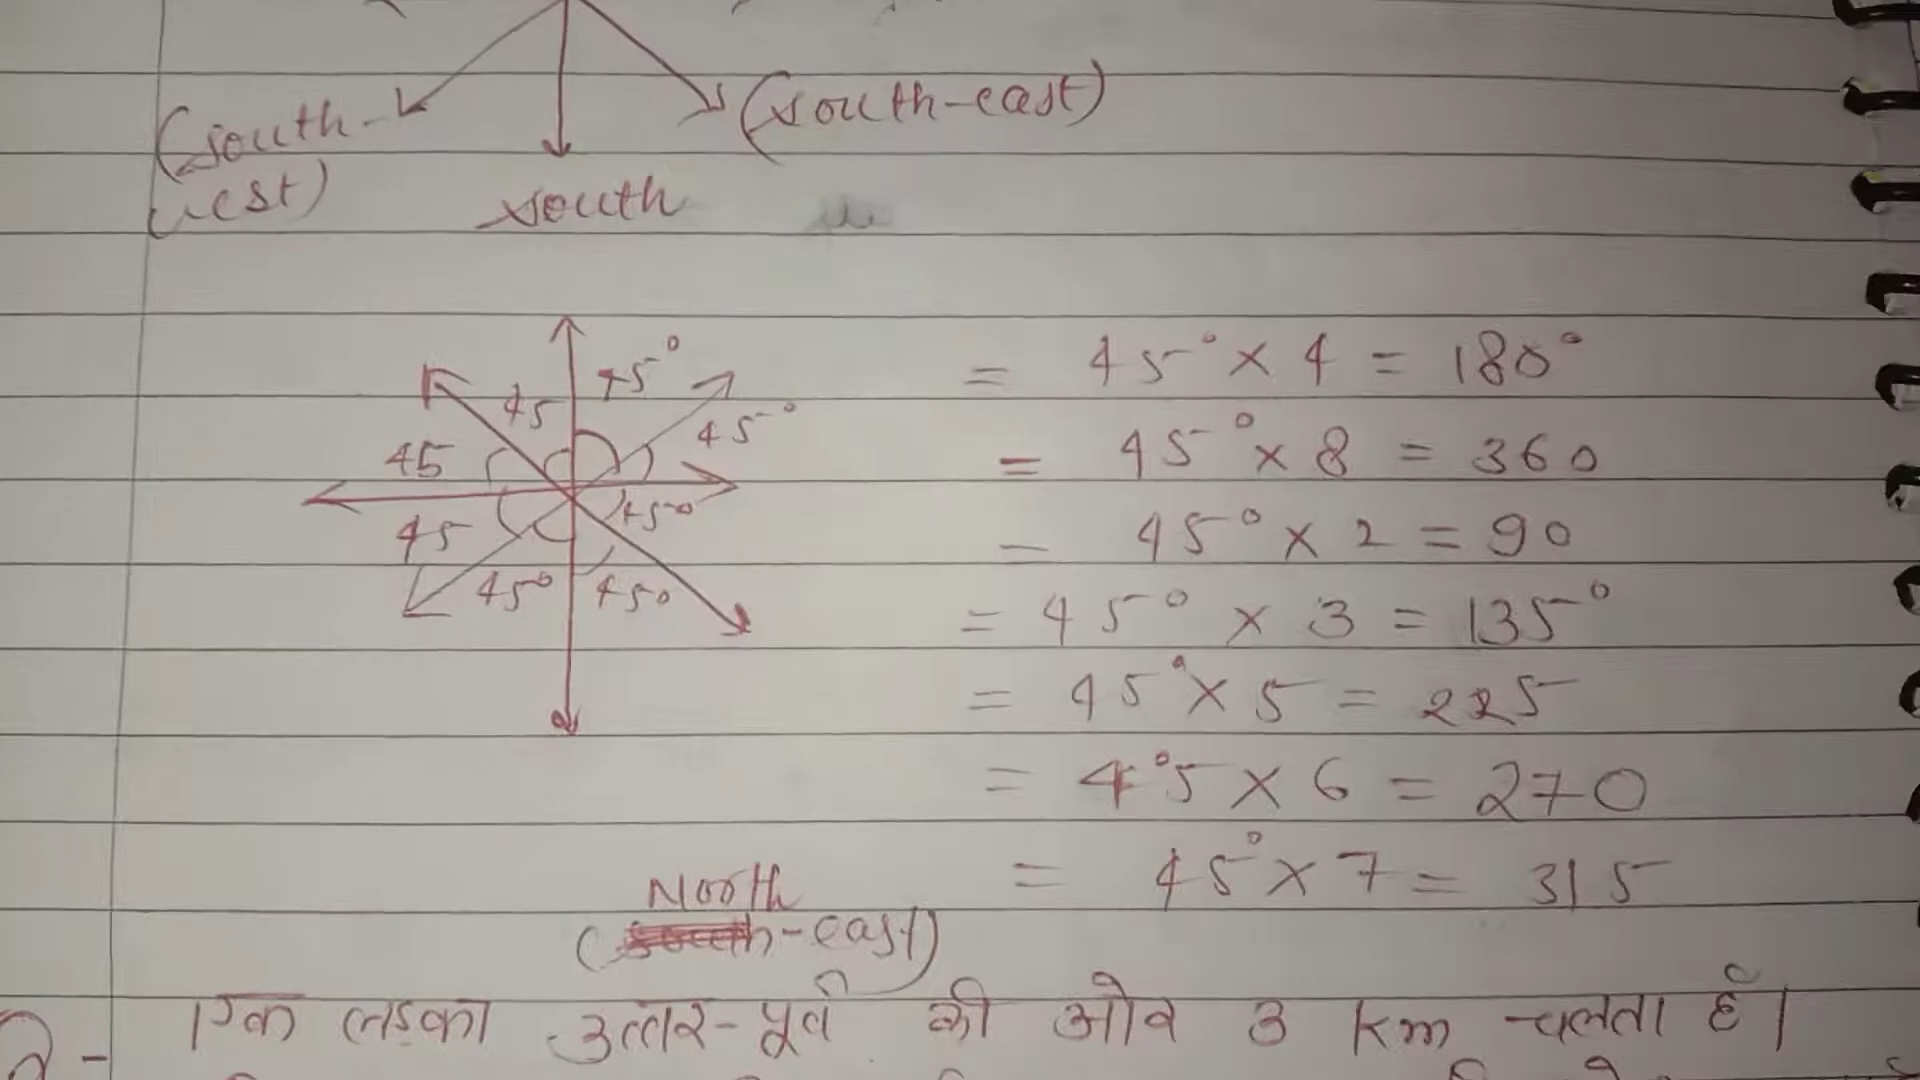 (south-west)
(south-east)
south
45°
45°
45
45
45
45°
45°
45°
= 45° × 4 = 180°
= 45° × 8 = 360
= 45° × 2 = 90
= 45° × 3 = 135°
= 45° × 5 = 225
= 45° × 6 = 270
= 45° × 7 = 315
North
(-east)
एक लड़का उत्तर-पूर्व की ओर 3 km चलता है।